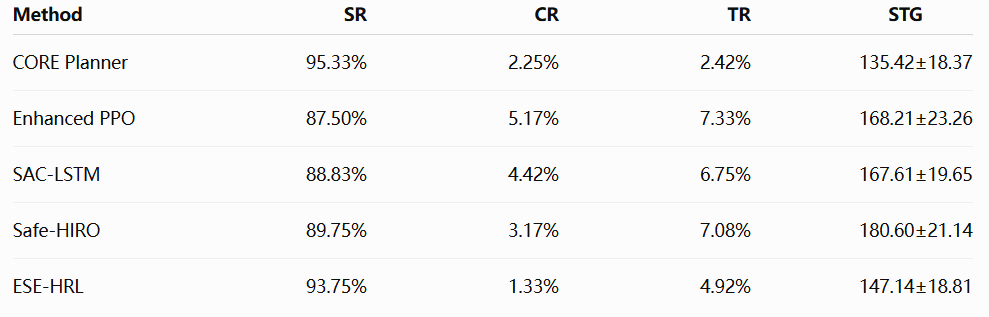 Method SR CR TR STG
CORE Planner 95.33% 2.25% 2.42% 135.42±18.37
Enhanced PPO 87.50% 5.17% 7.33% 168.21±23.26
SAC-LSTM 88.83% 4.42% 6.75% 167.61±19.65
Safe-HIRO 89.75% 3.17% 7.08% 180.60±21.14
ESE-HRL 93.75% 1.33% 4.92% 147.14±18.81